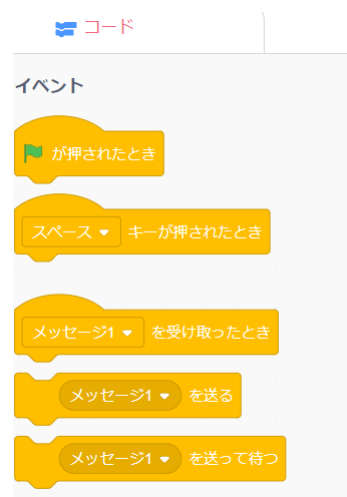 コード
イベント
が押されたとき
スペース キーが押されたとき
メッセージ1 を受け取ったとき
メッセージ1 を送る
メッセージ1 を送って待つ